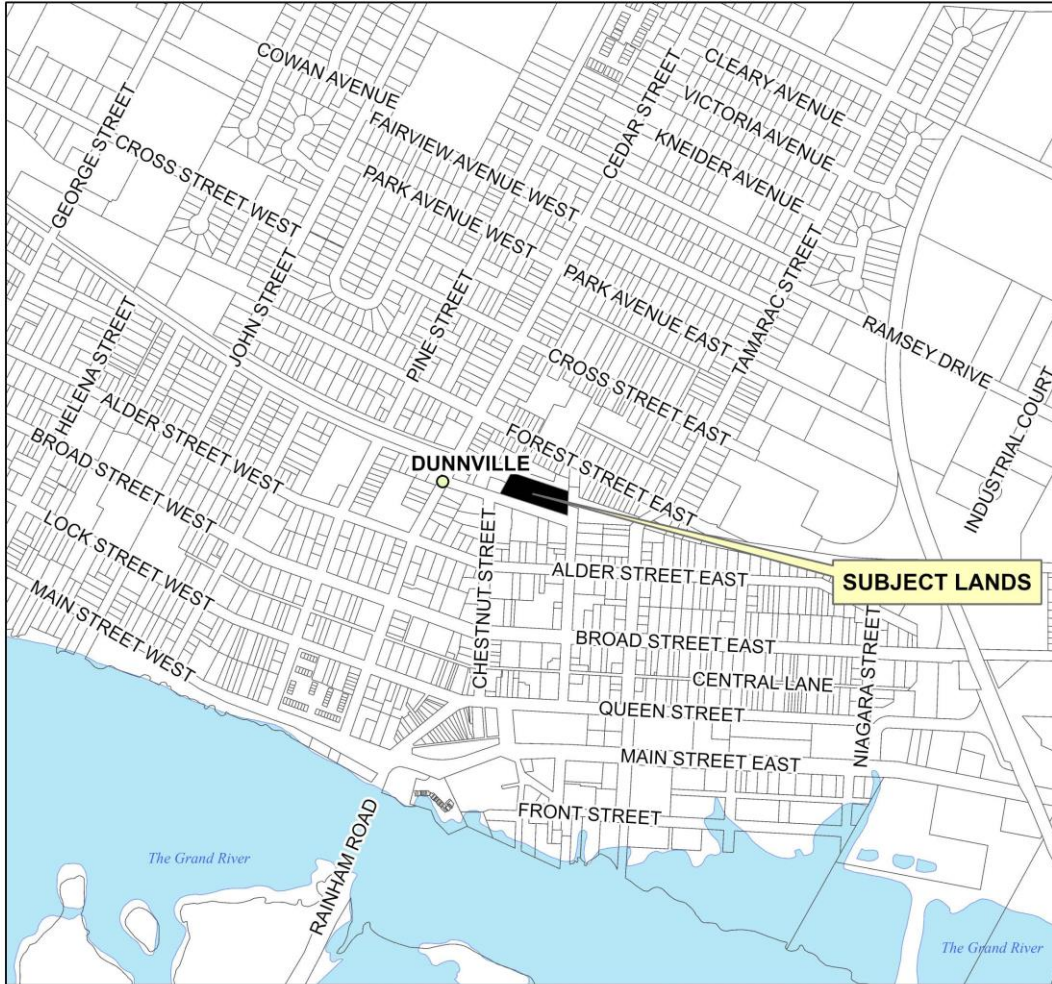 COWAN AVENUE
CLEARY AVENUE
GEORGE STREET
CEDAR STREET
VICTORIA AVENUE
FAIRVIEW AVENUE WEST
KNEIDER AVENUE
CROSS STREET WEST
PARK AVENUE WEST
JOHN STREET
PINE STREET
PARK AVENUE EAST
TAMARAC STREET
RAMSEY DRIVE
HELENA STREET
CROSS STREET EAST
INDUSTRIAL COURT
ALDER STREET WEST
FOREST STREET EAST
DUNNVILLE
BROAD STREET WEST
SUBJECT LANDS
ALDER STREET EAST
LOCK STREET WEST
CHESTNUT STREET
BROAD STREET EAST
MAIN STREET WEST
CENTRAL LANE
NIAGARA STREET
QUEEN STREET
MAIN STREET EAST
FRONT STREET
RAINHAM ROAD
The Grand River
The Grand River